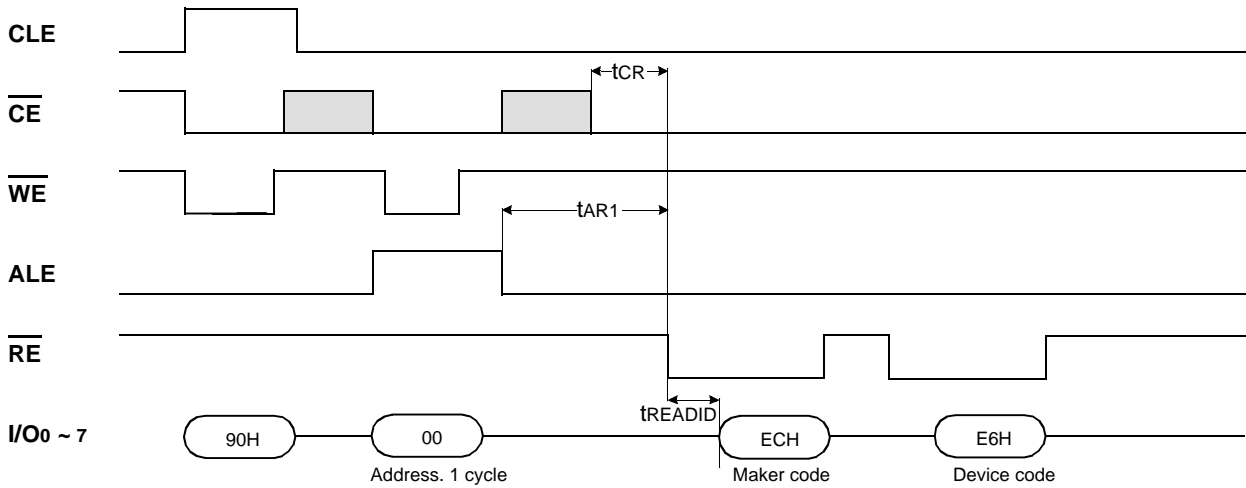 CLE
tCR
CE
WE
tAR1
ALE
RE
tREADID
I/O0 ~ 7
90H
00
ECH
E6H
Address. 1 cycle
Maker code
Device code